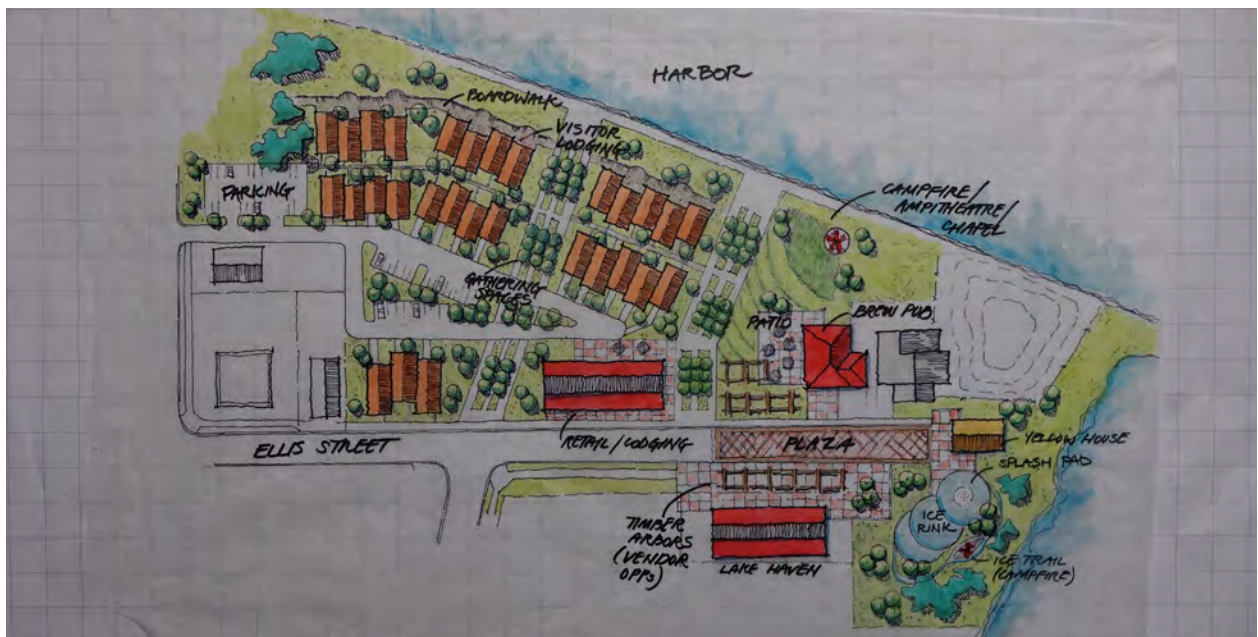 HARBOR
BOARDWALK
VISITOR
LODGING
PARKING
CAMPFIRE/
AMPITHEATRE/
CHAPEL
GATHERING
SPACES
PATIO
BREW PUB
ELLIS STREET
RETAIL/LODGING
PLAZA
YELLOW HOUSE
SPLASH PAD
ICE
RINK
TIMBER
ARBORS
(VENDOR
OPPS)
LAKE HAVEN
ICE TRAIL
(CAMPFIRE)